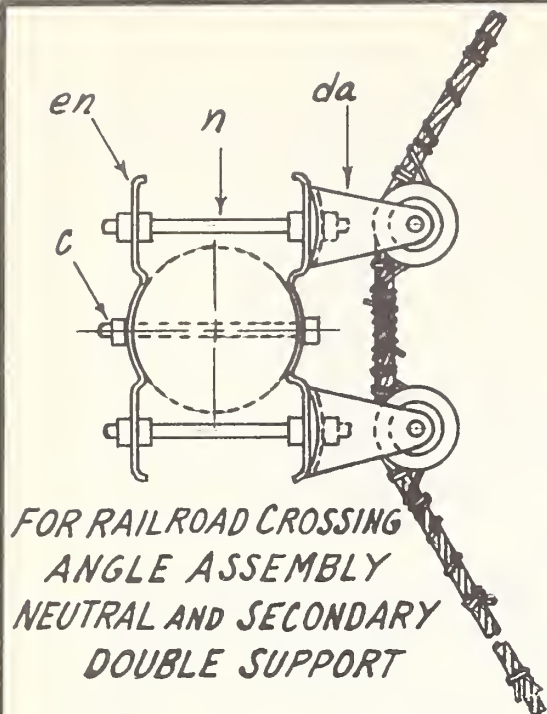 en
n
da
c
FOR RAILROAD CROSSING
ANGLE ASSEMBLY
NEUTRAL AND SECONDARY
DOUBLE SUPPORT